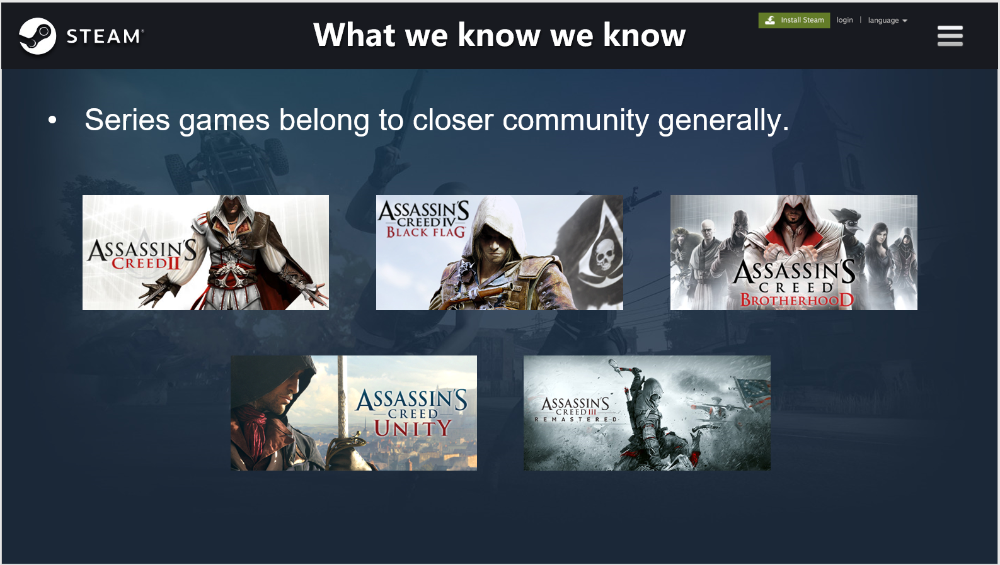 STEAM®
What we know we know
Install Steam login | language
• Series games belong to closer community generally.
ASSASSIN'S
CREED II
ASSASSIN'S
CREED IV
BLACK FLAG
ASSASSIN'S
CREED
BROTHERHOOD
ASSASSIN'S
CREED
UNITY
ASSASSIN'S
CREED III
REMASTERED